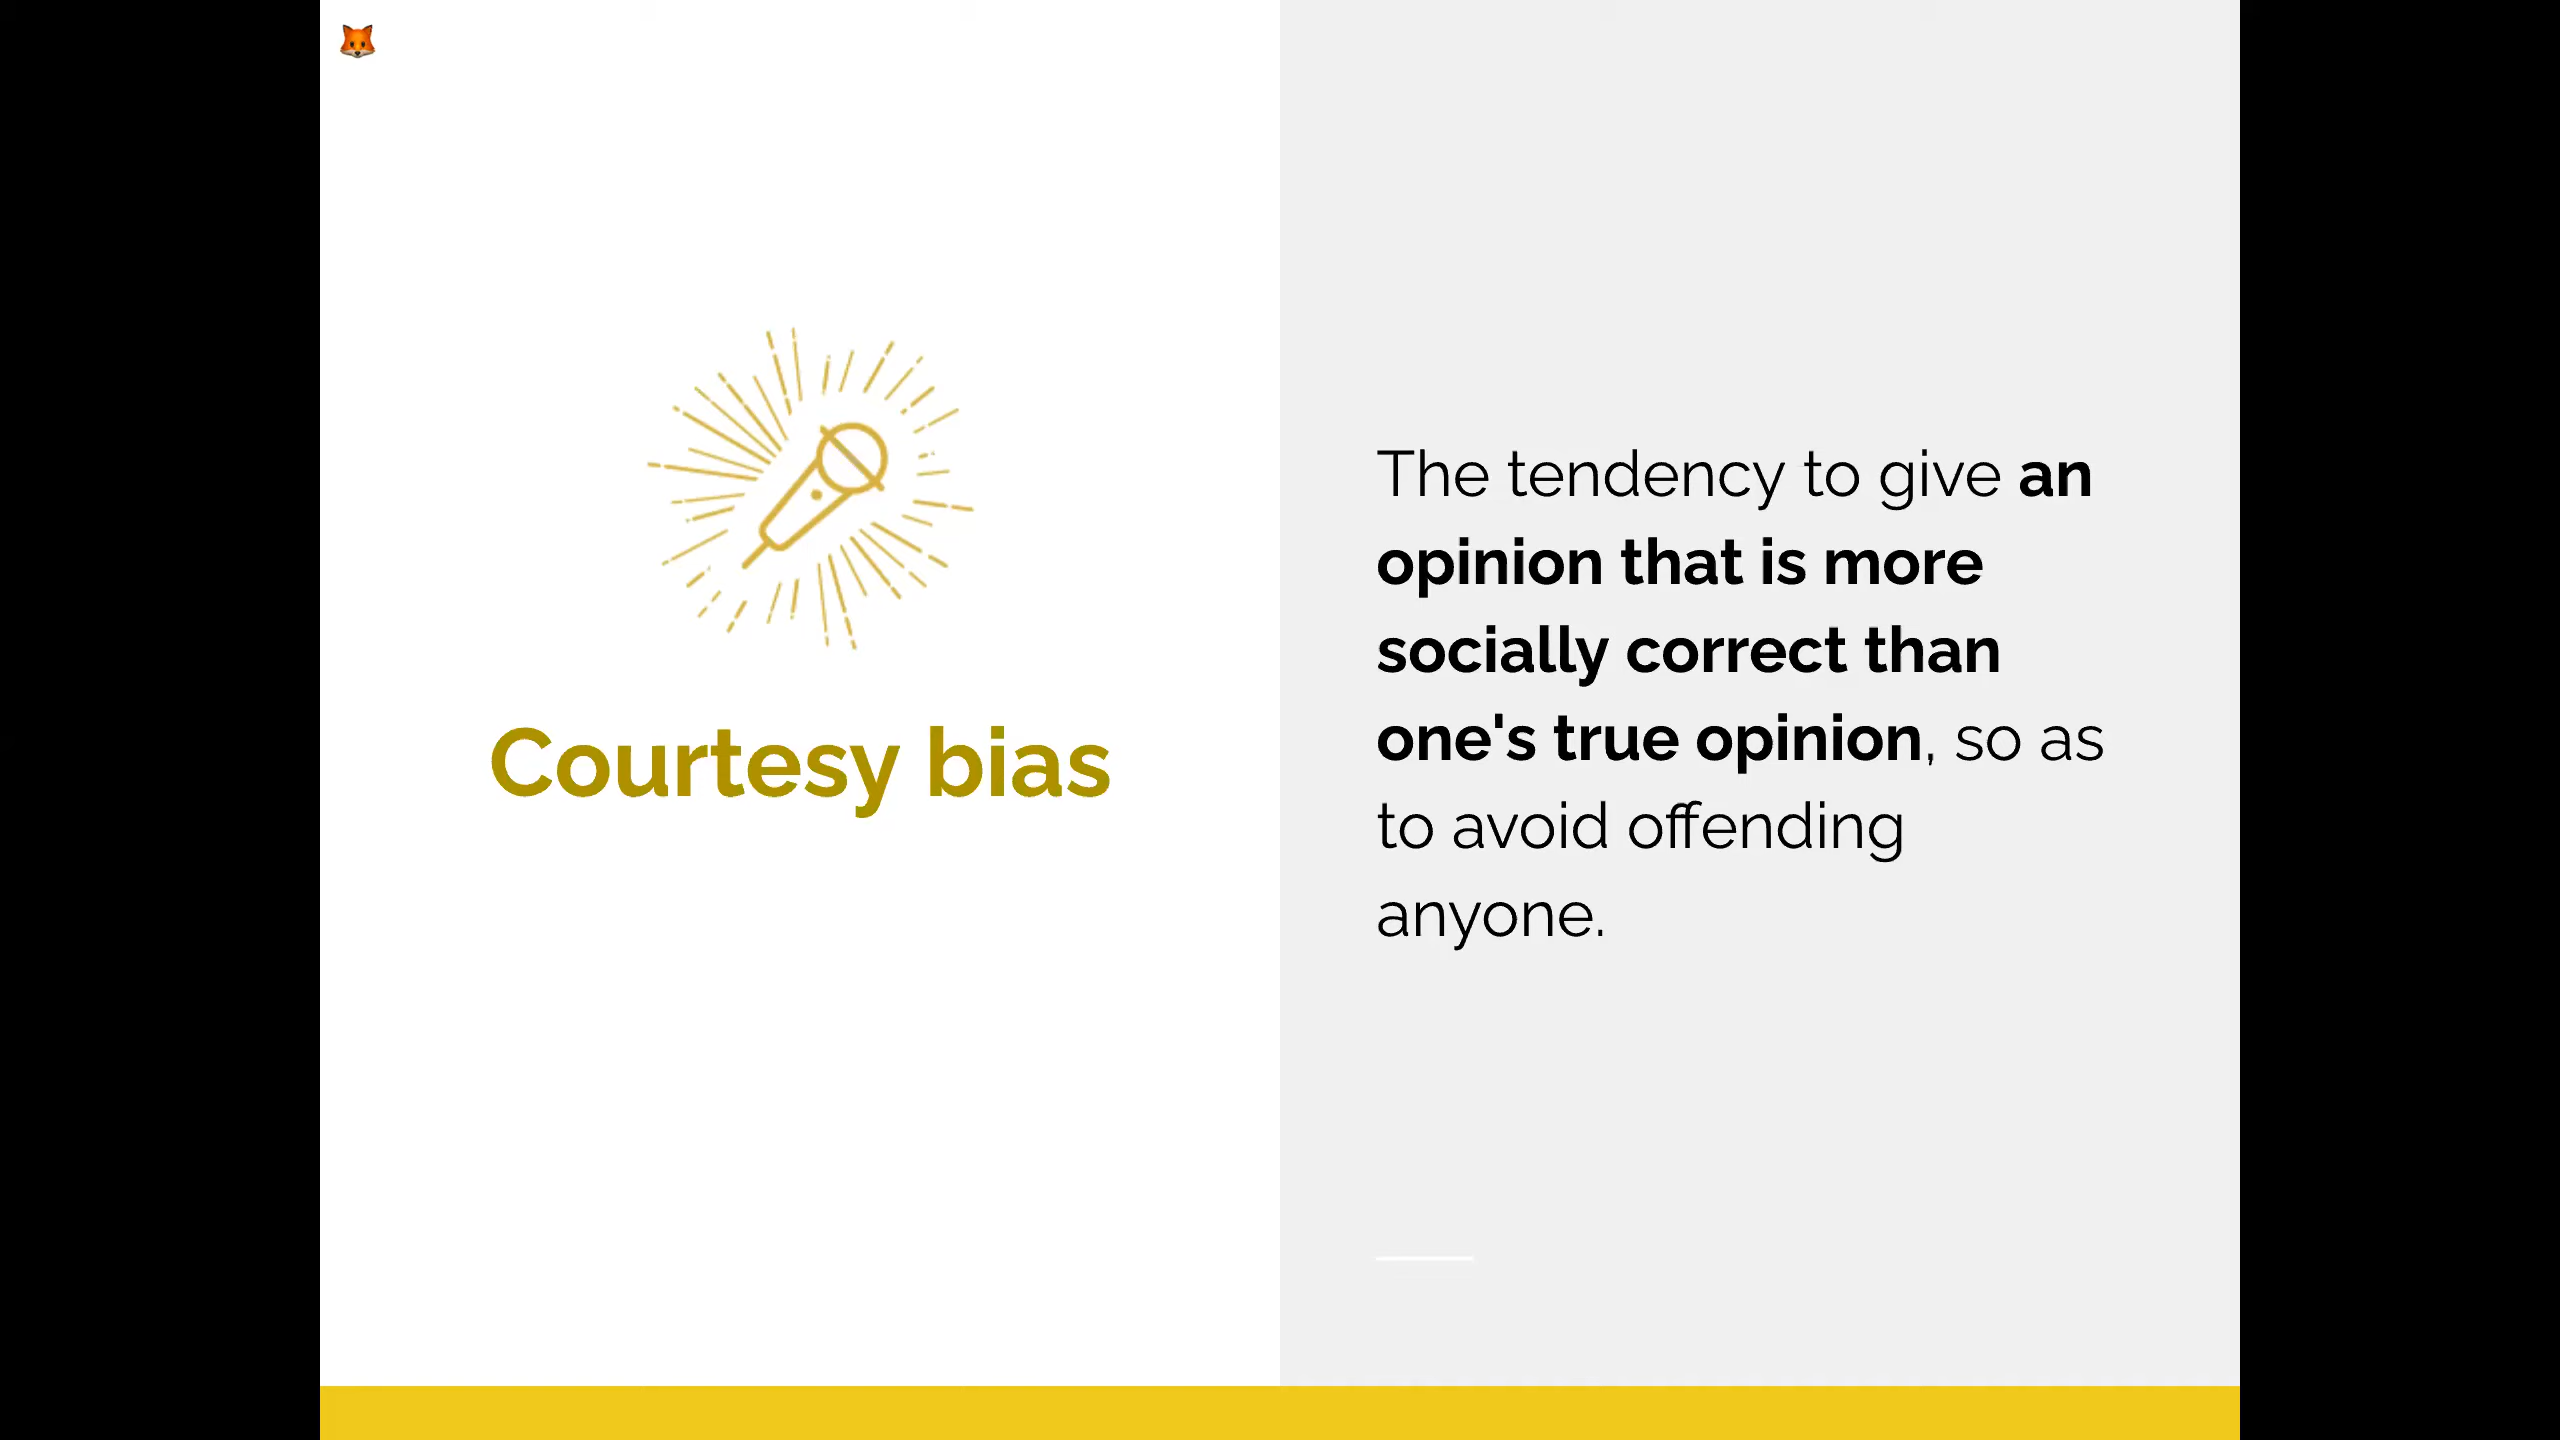 Courtesy bias
The tendency to give an
opinion that is more
socially correct than
one's true opinion, so as
to avoid offending
anyone.